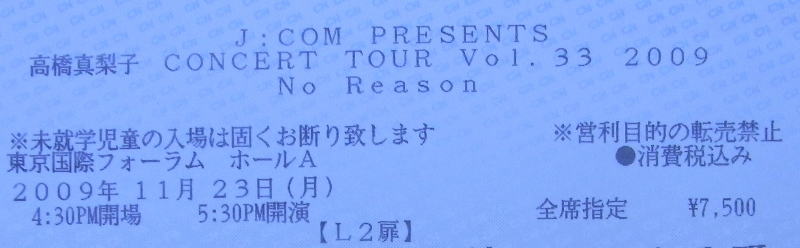 J:COM PRESENTS
高橋真梨子 CONCERT TOUR Vol.33 2009
No Reason
※未就学児童の入場は固くお断り致します ※営利目的の転売禁止
東京国際フォーラム ホールA ●消費税込み
2009年 11月 23日(月)
4:30PM開場 5:30PM開演 全席指定 ¥7,500
【L2扉】